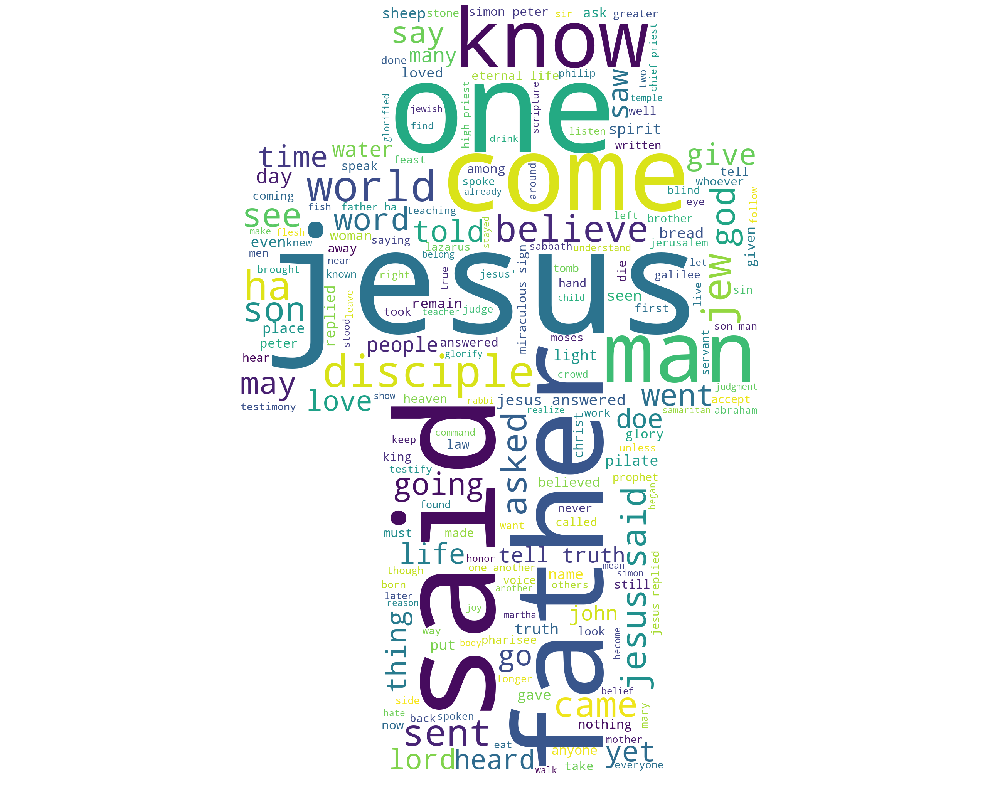 sheep stone simon peter sin ask greater
say know
many
done loved eternal life philip two chief priest
one saw
glorified jewish find high priest scripture temple well
drink listen spirit written
time water feast come give
day speak among around tell
coming world spoke already blind whoever eye
fish father ha teaching left brother follow
see word told believe bread god given
make flesh woman stayed jerusalem
even knew saying lazarus sabbath understand let
men away belong miraculous sign die jew
brought near known right true jesus' tomb hand galilee live sin
ha jesus child seen first
son replied took remain teacher judge son man
place stood leave moses man
peter people answered light servant
hear glorify crowd
may disciple father judgment
testimony love show heaven rabbi jesus answered work went accept
realize christ samaritan abraham
said asked doe
keep command law glory
king unless
testify going believed pilate
found never prophet began
must made want called
life honor tell truth jesus said
though one another mean simon
born voice name still jesus replied
later another others
reason joy martha john
thing way truth look
put body pharisee become
go longer
side gave belief came mary
hate sent back spoken nothing
now mother yet
lord heard eat anyone
walk take everyone